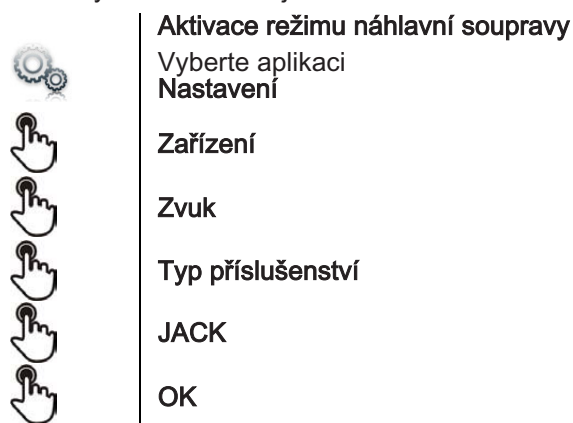 Aktivace režimu náhlavní soupravy
Vyberte aplikaci
Nastavení
Zařízení
Zvuk
Typ příslušenství
JACK
OK